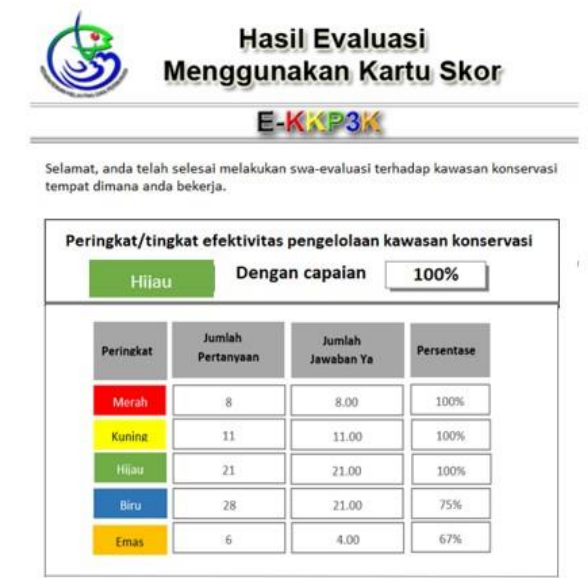 Hasil Evaluasi
Menggunakan Kartu Skor
E-KKP3K
Selamat, anda telah selesai melakukan swa-evaluasi terhadap kawasan konservasi
tempat dimana anda bekerja.
Peringkat/tingkat efektivitas pengelolaan kawasan konservasi
Hijau Dengan capaian 100%
Peringkat Jumlah Pertanyaan Jumlah Jawaban Ya Persentase
Merah 8 8.00 100%
Kuning 11 11.00 100%
Hijau 21 21.00 100%
Biru 28 21.00 75%
Emas 6 4.00 67%